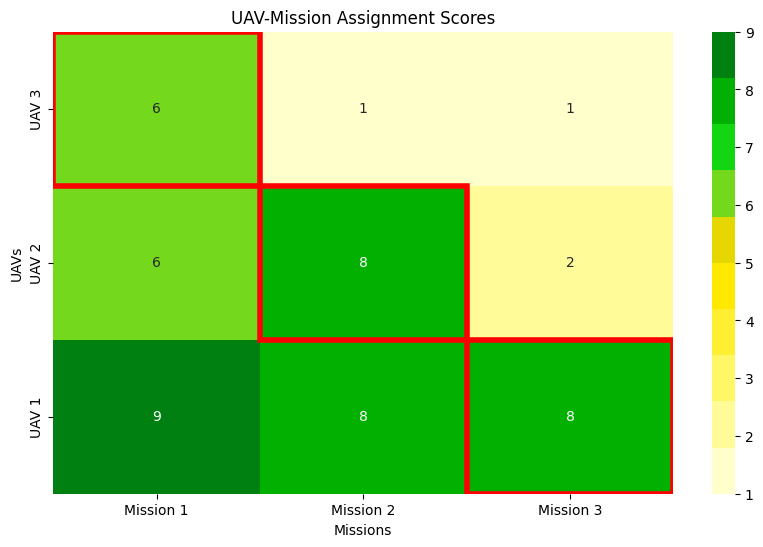 UAV-Mission Assignment Scores
UAVs
UAV 3
6 1 1
UAV 2
6 8 2
UAV 1
9 8 8
Mission 1 Mission 2 Mission 3
Missions
9
8
7
6
5
4
3
2
1